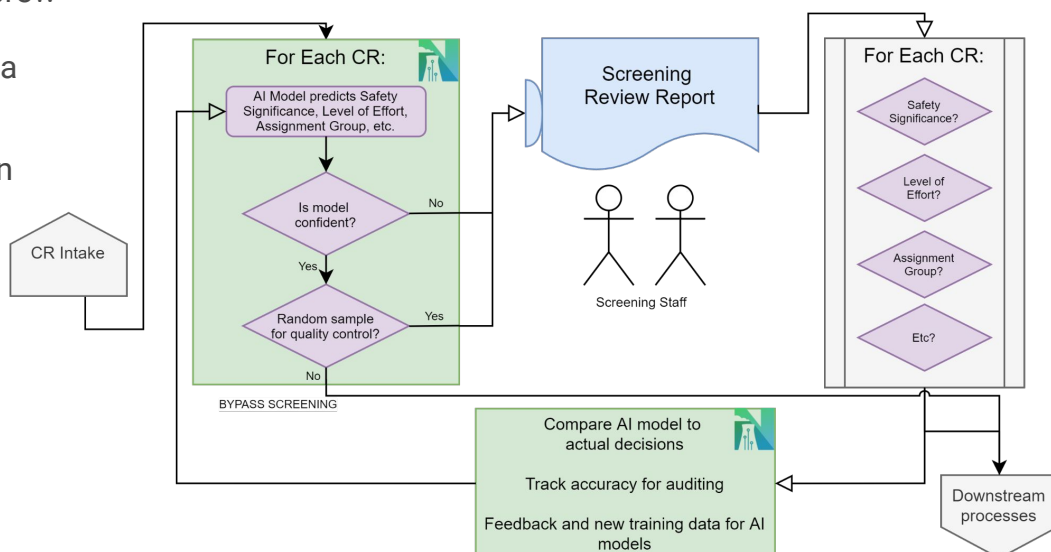 a
For Each CR:
AI Model predicts Safety
Significance, Level of Effort,
Assignment Group, etc.
Is model
confident?
No
Yes
Random sample
for quality control?
Yes
No
BYPASS SCREENING
CR Intake
Screening
Review Report
Screening Staff
For Each CR:
Safety
Significance?
Level of
Effort?
Assignment
Group?
Etc?
Compare AI model to
actual decisions
Track accuracy for auditing
Feedback and new training data for AI
models
Downstream
processes